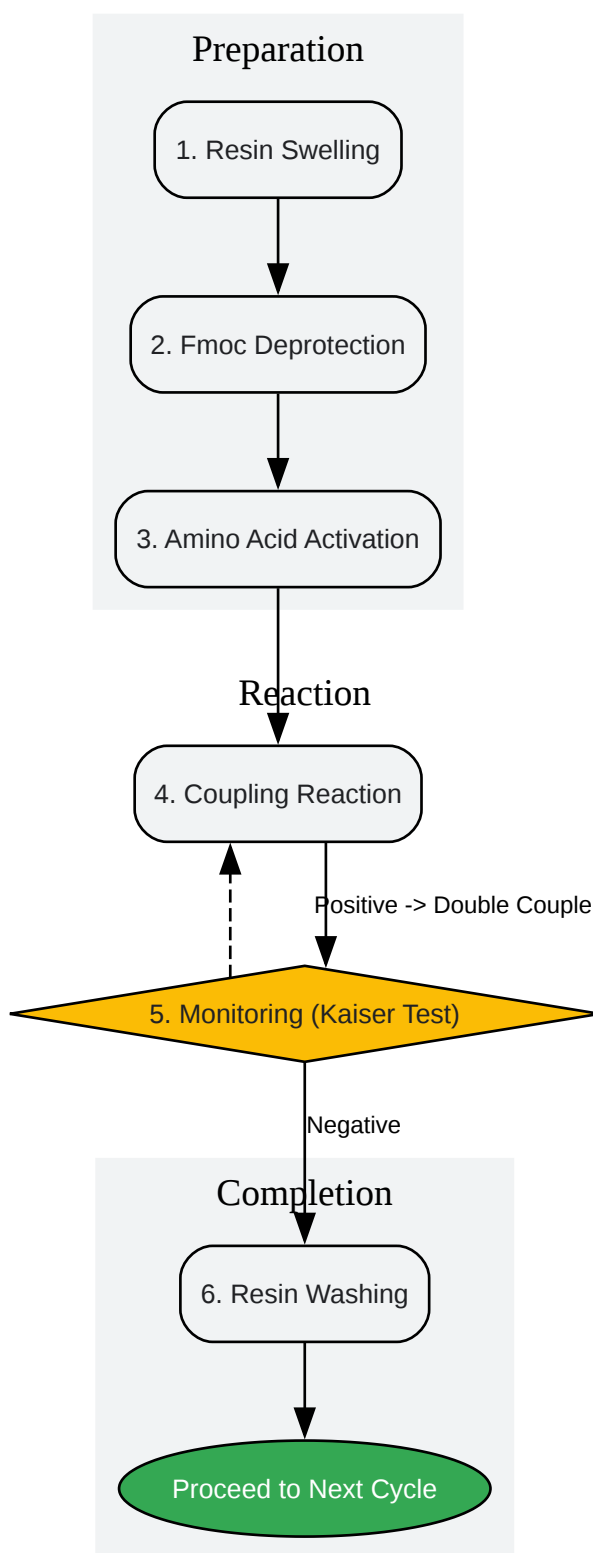 Preparation
1. Resin Swelling
2. Fmoc Deprotection
3. Amino Acid Activation
Reaction
4. Coupling Reaction
Positive -> Double Couple
5. Monitoring (Kaiser Test)
Negative
Completion
6. Resin Washing
Proceed to Next Cycle